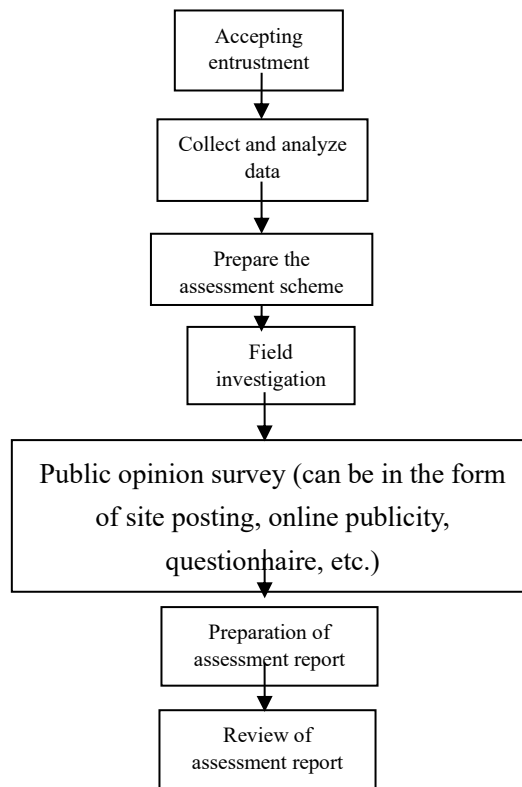 Accepting
entrustment
Collect and analyze
data
Prepare the
assessment scheme
Field
investigation
Public opinion survey (can be in the form
of site posting, online publicity,
questionnaire, etc.)
Preparation of
assessment report
Review of
assessment report